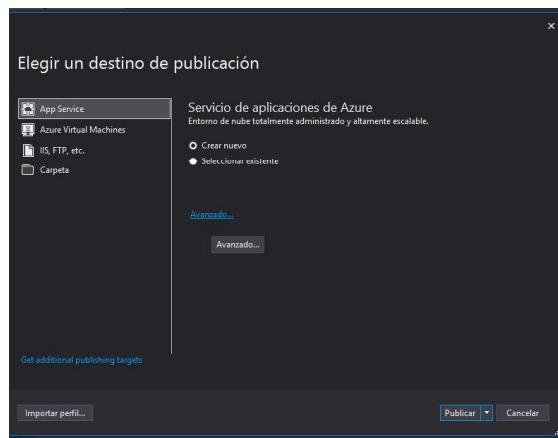 Elegir un destino de publicación
App Service
Azure Virtual Machines
IIS, FTP, etc.
Carpeta
Get additional publishing targets
Servicio de aplicaciones de Azure
Entorno de nube totalmente administrado y altamente escalable.
Crear nuevo
Seleccionar existente
Avanzado...
Avanzado...
Importar perfil...
Publicar
Cancelar